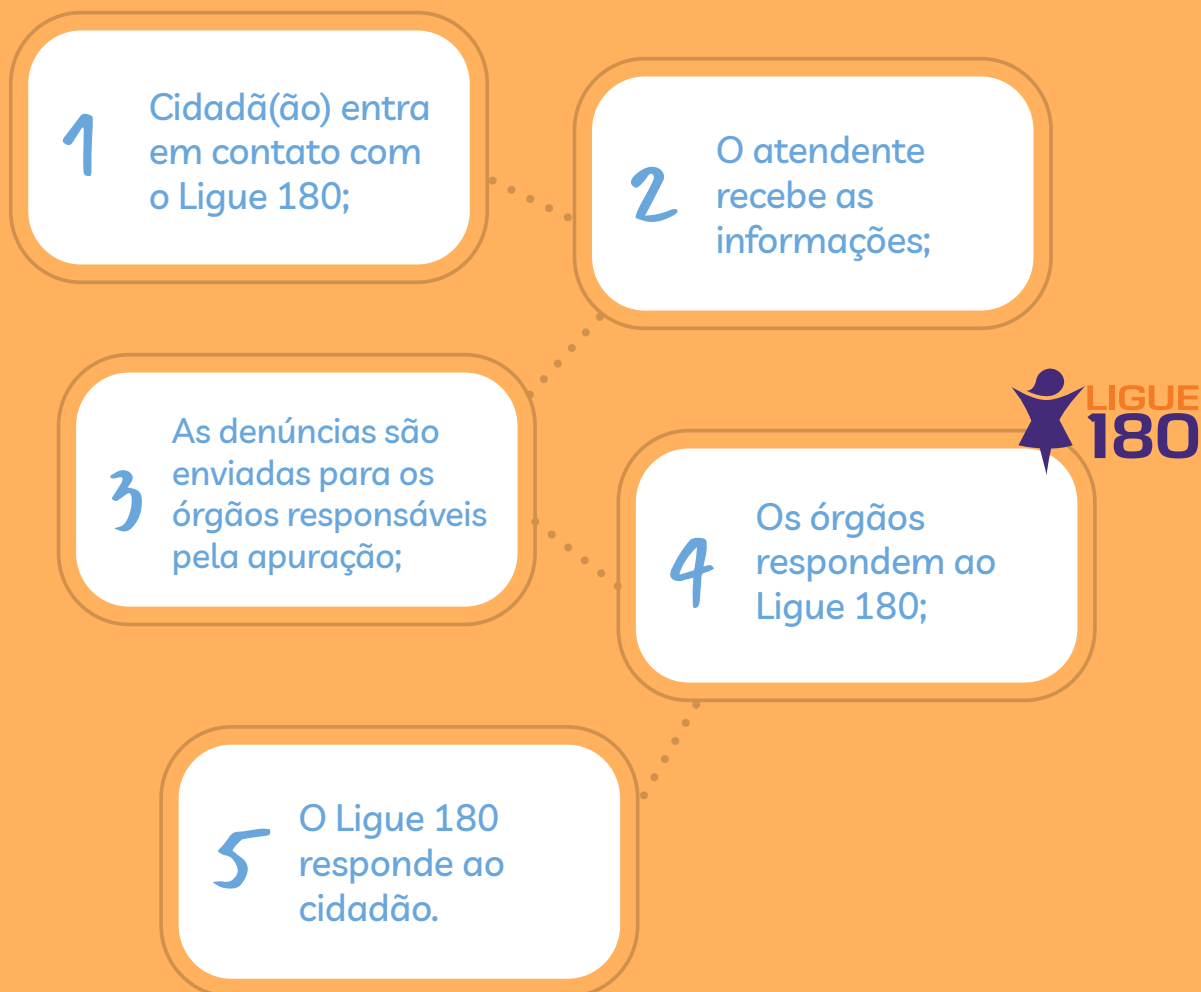 1
Cidadã(ão) entra
em contato com
o Ligue 180;
2
O atendente
recebe as
informações;
3
As denúncias são
enviadas para os
órgãos responsáveis
pela apuração;
LIGUE
180
4
Os órgãos
respondem ao
Ligue 180;
5
O Ligue 180
responde ao
cidadão.